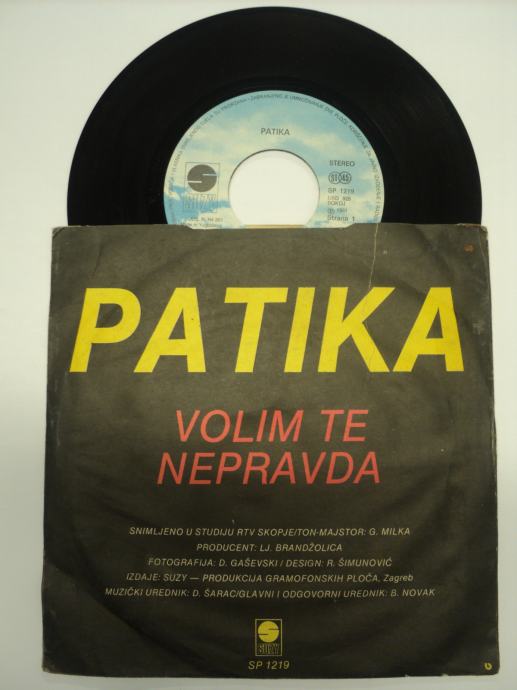 PATIKA
STEREO
SUZY
SP 1219
Strana 1
PATIKA
VOLIM TE
NEPRAVDA
SNIMLJENO U STUDIJU RTV SKOPJE/TON-MAJSTOR: G. MILKA
PRODUCENT: LJ. BRANDŽOLICA
FOTOGRAFIJA: D. GAŠEVSKI / DESIGN: R. ŠIMUNOVIĆ
IZDAJE: SUZY — PRODUKCIJA GRAMOFONSKIH PLOČA, Zagreb
MUZIČKI UREDNIK: D. ŠARAC/GLAVNI I ODGOVORNI UREDNIK: B. NOVAK
SUZY
SP 1219